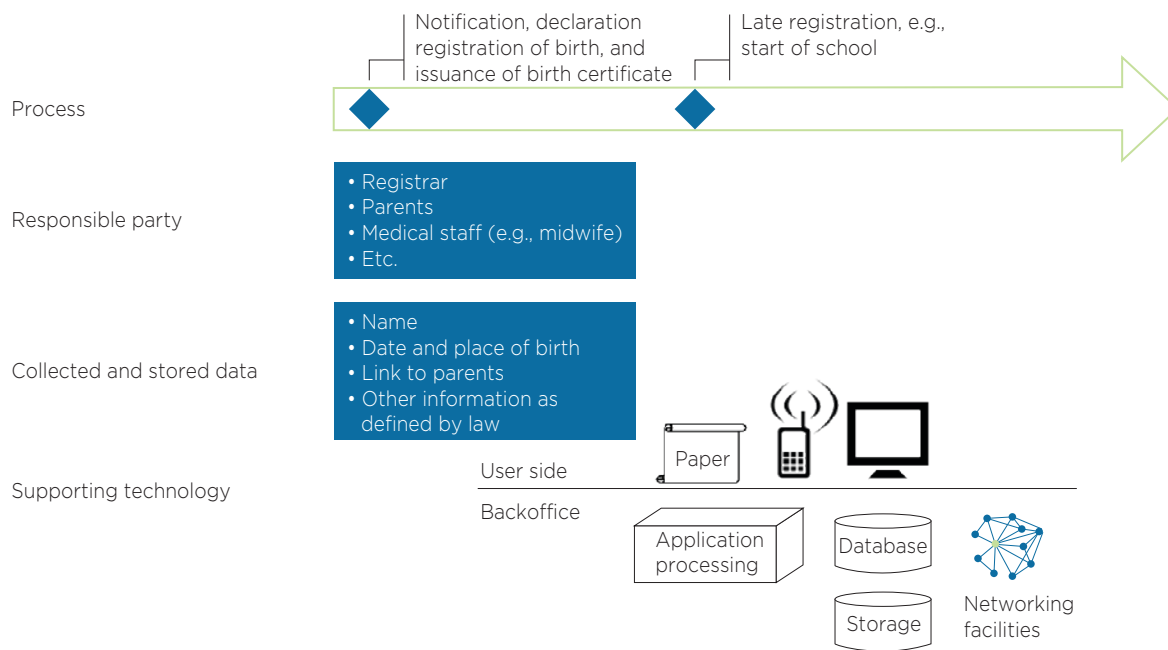 Notification, declaration
registration of birth, and
issuance of birth certificate
Late registration, e.g.,
start of school
Process
Responsible party
• Registrar
• Parents
• Medical staff (e.g., midwife)
• Etc.
Collected and stored data
• Name
• Date and place of birth
• Link to parents
• Other information as
defined by law
Supporting technology
User side
Paper
Backoffice
Application
processing
Database
Storage
Networking
facilities